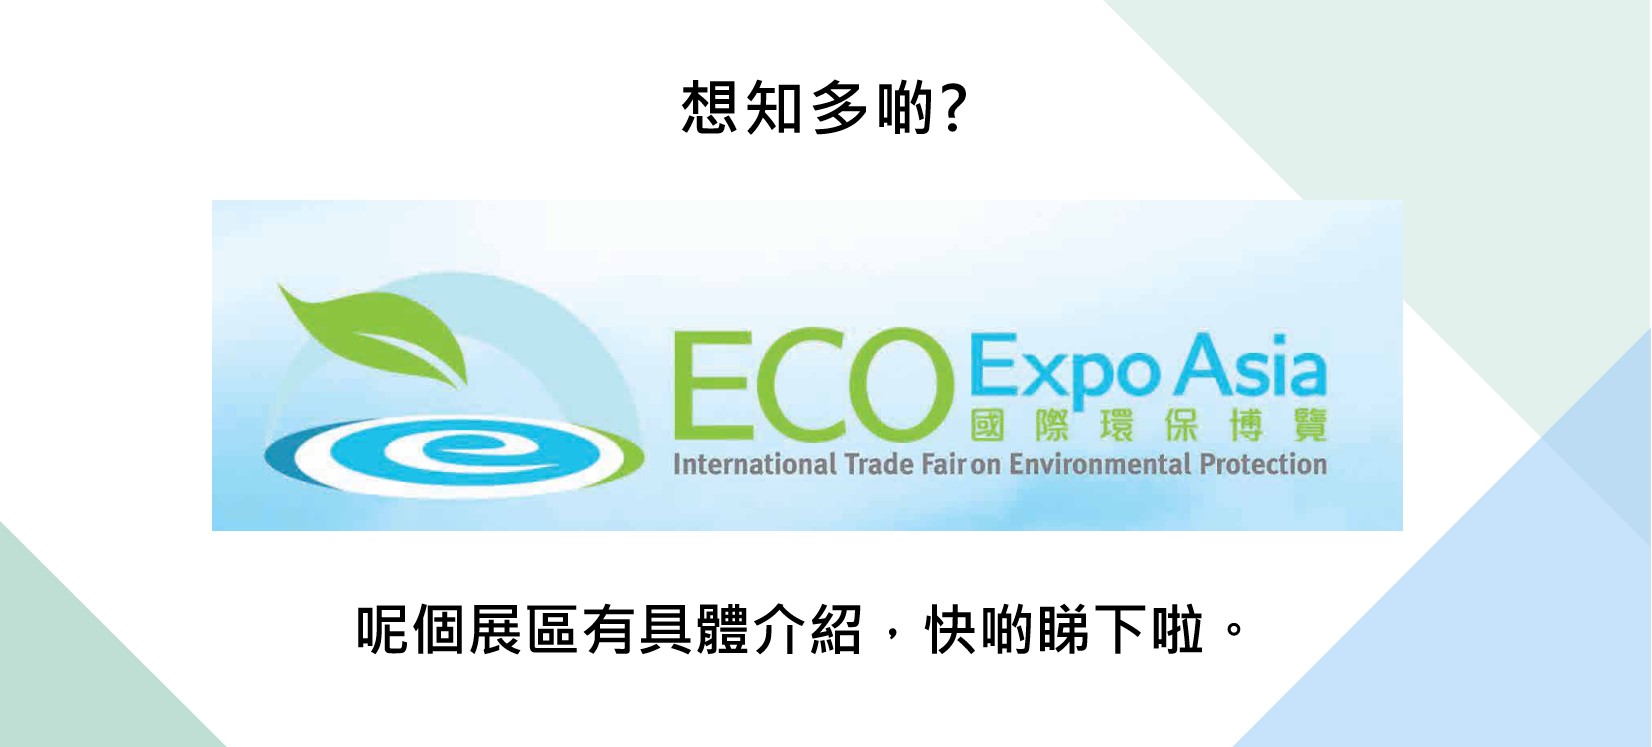 想知多啲?
ECO Expo Asia
國際環保博覽
International Trade Fair on Environmental Protection
呢個展區有具體介紹，快啲睇下啦。